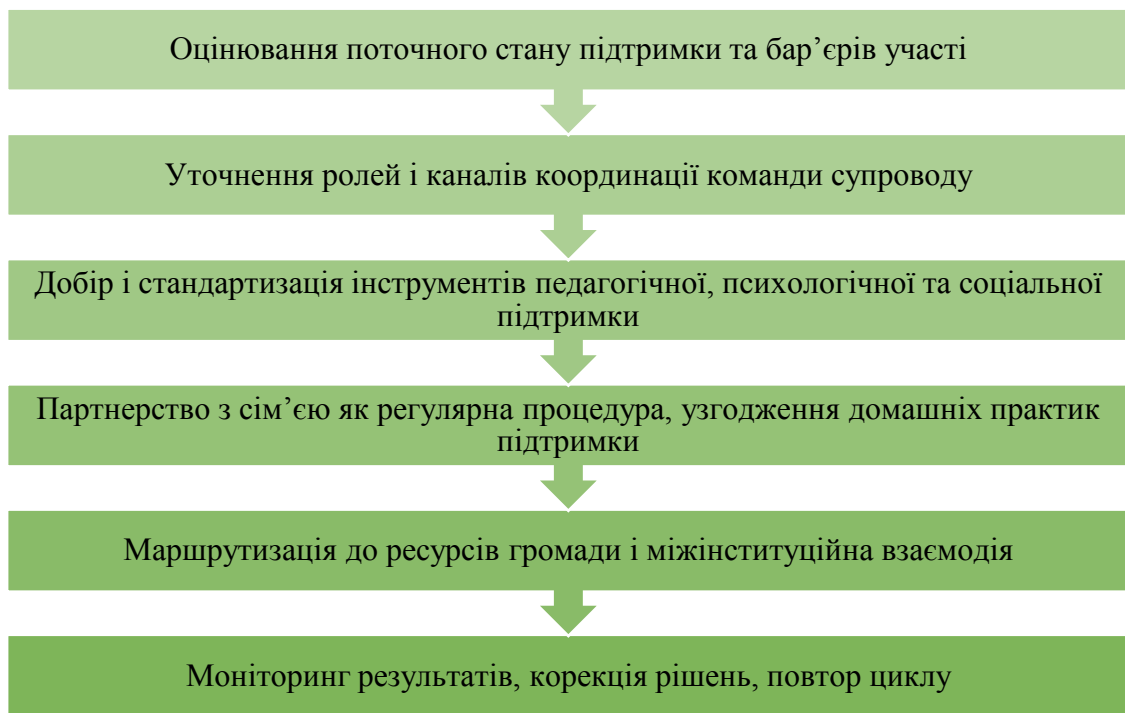 Оцінювання поточного стану підтримки та бар’єрів участі
Уточнення ролей і каналів координації команди супроводу
Добір і стандартизація інструментів педагогічної, психологічної та соціальної
підтримки
Партнерство з сім’єю як регулярна процедура, узгодження домашніх практик
підтримки
Маршрутизація до ресурсів громади і міжінституційна взаємодія
Моніторинг результатів, корекція рішень, повтор циклу